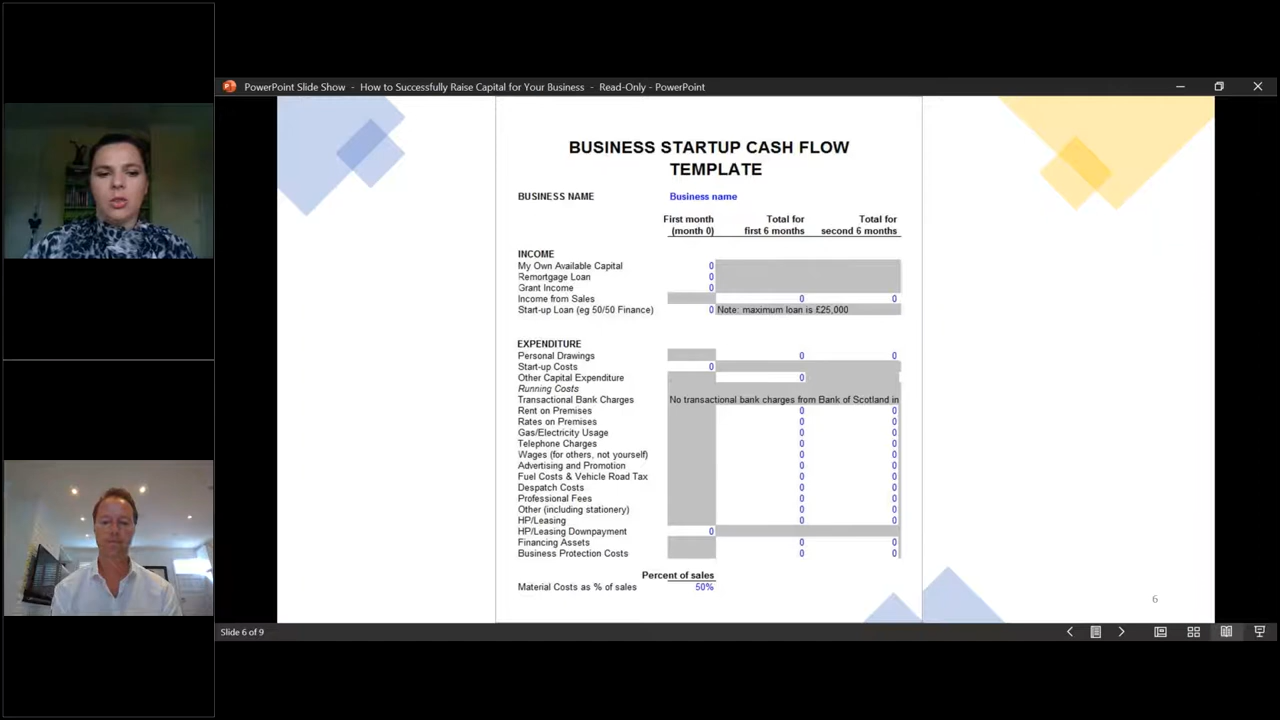 PowerPoint Slide Show - How to Successfully Raise Capital for Your Business - Read-Only - PowerPoint
BUSINESS STARTUP CASH FLOW
TEMPLATE
BUSINESS NAME Business name
First month Total for Total for
(month 0) first 6 months second 6 months
INCOME
My Own Available Capital 0
Remortgage Loan 0
Grant Income 0
Income from Sales 0 0
Start-up Loan (eg 50/50 Finance) 0 Note: maximum loan is £25,000
EXPENDITURE
Personal Drawings 0 0
Start-up Costs 0
Other Capital Expenditure 0
Running Costs
Transactional Bank Charges No transactional bank charges from Bank of Scotland in
Rent on Premises 0 0
Rates on Premises 0 0
Gas/Electricity Usage 0 0
Telephone Charges 0 0
Wages (for others, not yourself) 0 0
Advertising and Promotion 0 0
Fuel Costs & Vehicle Road Tax 0 0
Despatch Costs 0 0
Professional Fees 0 0
Other (including stationery) 0 0
HP/Leasing 0 0
HP/Leasing Downpayment 0
Financing Assets 0 0
Business Protection Costs 0 0
Percent of sales
Material Costs as % of sales 50%
6
Slide 6 of 9